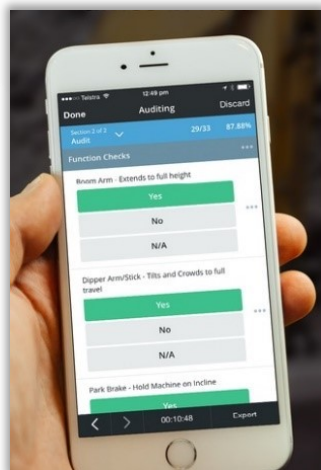 Telstra 12:49 pm
Done Auditing Discard
Section 2 of 3
Audit 29/33 87.88%
Function Checks
Boom Arm - Extends to full height
Yes
No
N/A
Dipper Arm/Stick - Tilts and Crowds to full
travel
Yes
No
N/A
Park Brake - Hold Machine on Incline
Yes
00:10:48 Export